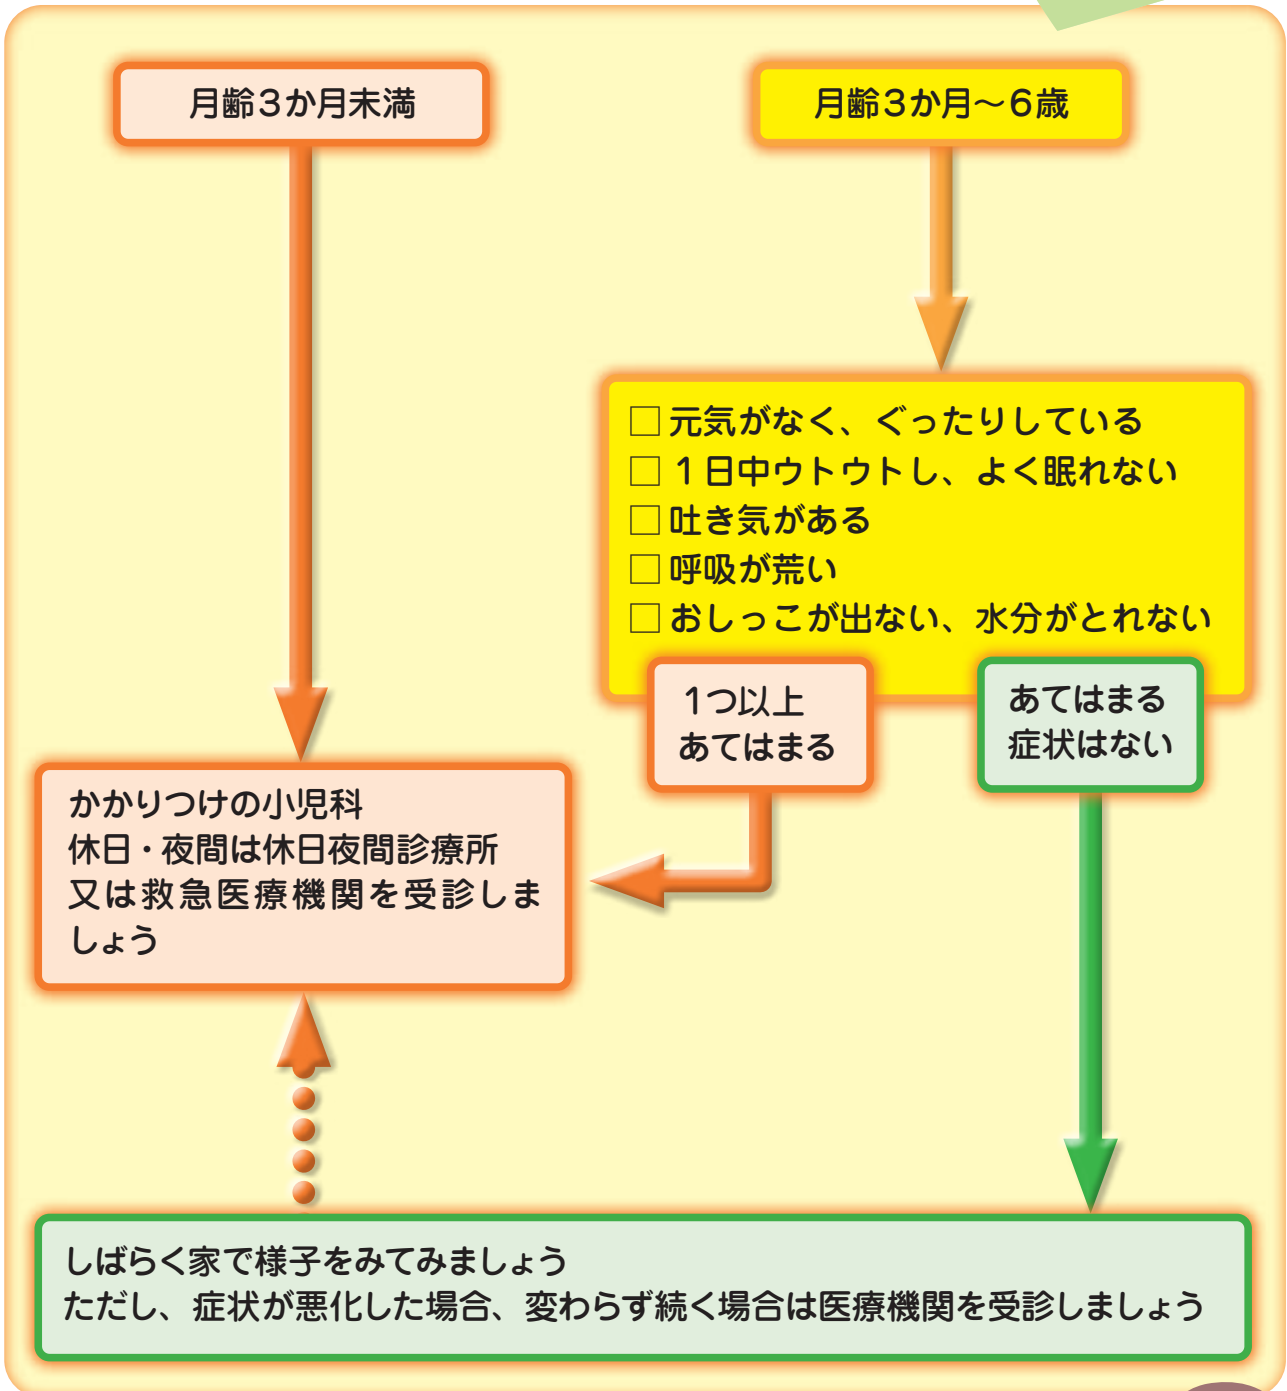 月齢3か月未満
月齢3か月~6歳
□ 元気がなく、ぐったりしている
□ 1日中ウトウトし、よく眠れない
□ 吐き気がある
□ 呼吸が荒い
□ おしっこが出ない、水分がとれない
1つ以上
あてはまる
あてはまる
症状はない
かかりつけの小児科
休日・夜間は休日夜間診療所
又は救急医療機関を受診しま
しょう
しばらく家で様子をみてみましょう
ただし、症状が悪化した場合、変わらず続く場合は医療機関を受診しましょう